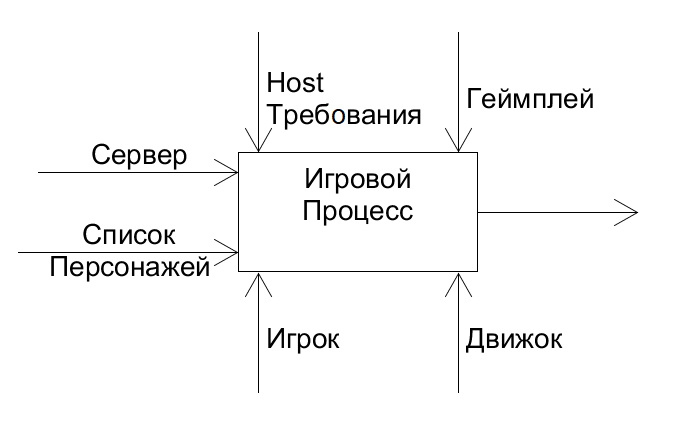 Host
Требования
Геймплей
Сервер
Игровой
Процесс
Список
Персонажей
Игрок
Движок